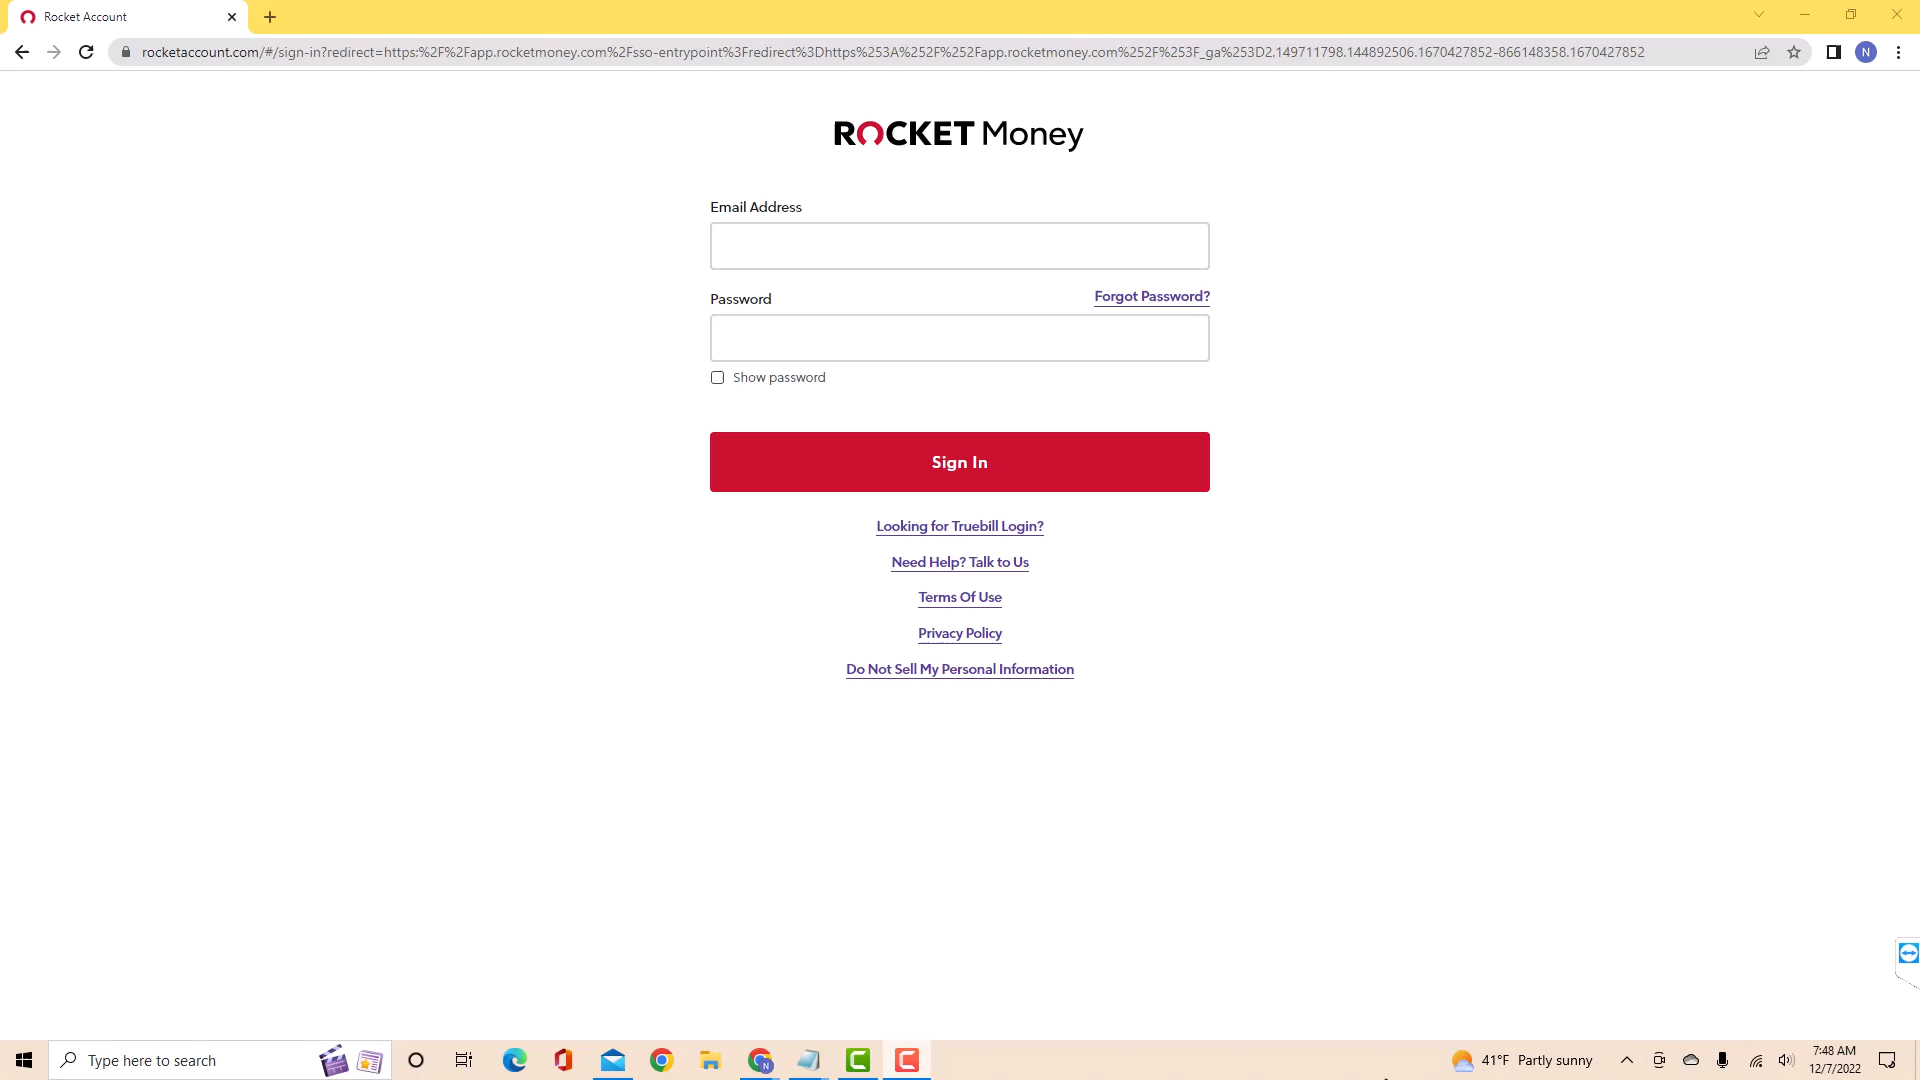 Rocket Account
rocketaccount.com/#/sign-in?redirect=https:%2F%2Fapp.rocketmoney.com%2Fsso-entrypoint%3Fredirect%3Dhttps%253A%252F%252Fapp.rocketmoney.com%252F%253F_ga%253D2.149711798.144892506.1670427852-866148358.1670427852
N
ROCKET Money
Email Address
Password
Forgot Password?
Show password
Sign In
Looking for Truebill Login?
Need Help? Talk to Us
Terms Of Use
Privacy Policy
Do Not Sell My Personal Information
Type here to search
N
41°F Partly sunny
7:48 AM
12/7/2022